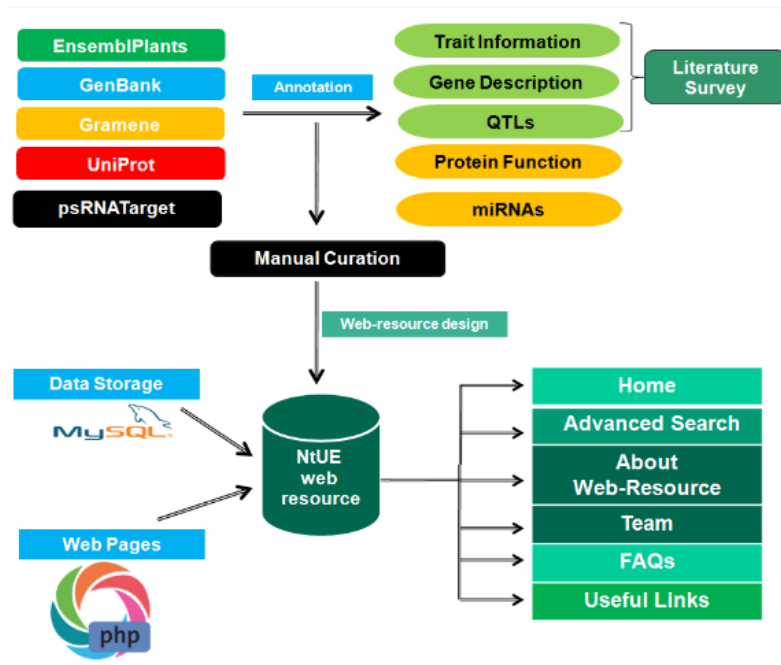 EnsemblPlants
GenBank
Gramene
UniProt
psRNATarget
Annotation
Trait Information
Gene Description
QTLs
Protein Function
miRNAs
Literature
Survey
Manual Curation
Web-resource design
Data Storage
MySQL
Web Pages
php
NtUE
web
resource
Home
Advanced Search
About
Web-Resource
Team
FAQs
Useful Links